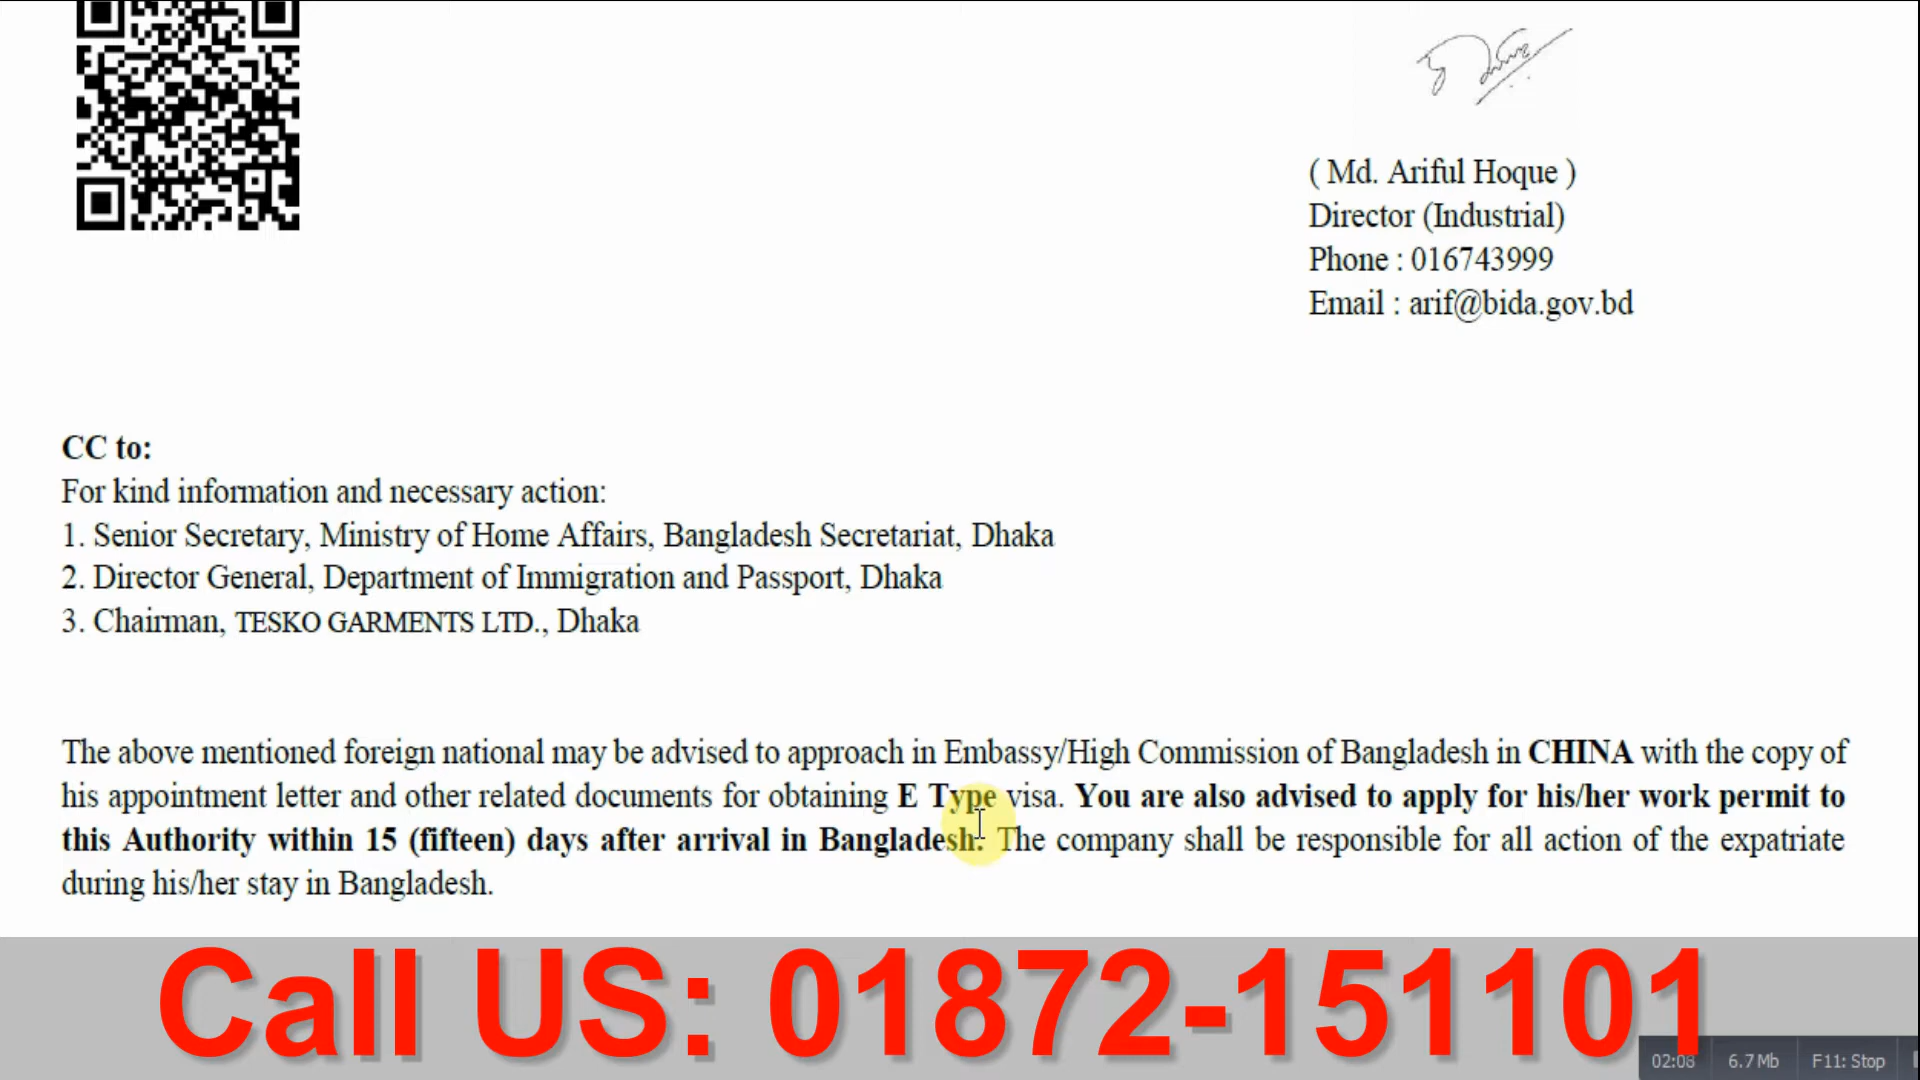 ( Md. Ariful Hoque )
Director (Industrial)
Phone : 016743999
Email : arif@bida.gov.bd
CC to:
For kind information and necessary action:
1. Senior Secretary, Ministry of Home Affairs, Bangladesh Secretariat, Dhaka
2. Director General, Department of Immigration and Passport, Dhaka
3. Chairman, TESKO GARMENTS LTD., Dhaka
The above mentioned foreign national may be advised to approach in Embassy/High Commission of Bangladesh in CHINA with the copy of
his appointment letter and other related documents for obtaining E Type visa. You are also advised to apply for his/her work permit to
this Authority within 15 (fifteen) days after arrival in Bangladesh. The company shall be responsible for all action of the expatriate
during his/her stay in Bangladesh.
Call US: 01872-151101
02:08 6.7 Mb F11: Stop